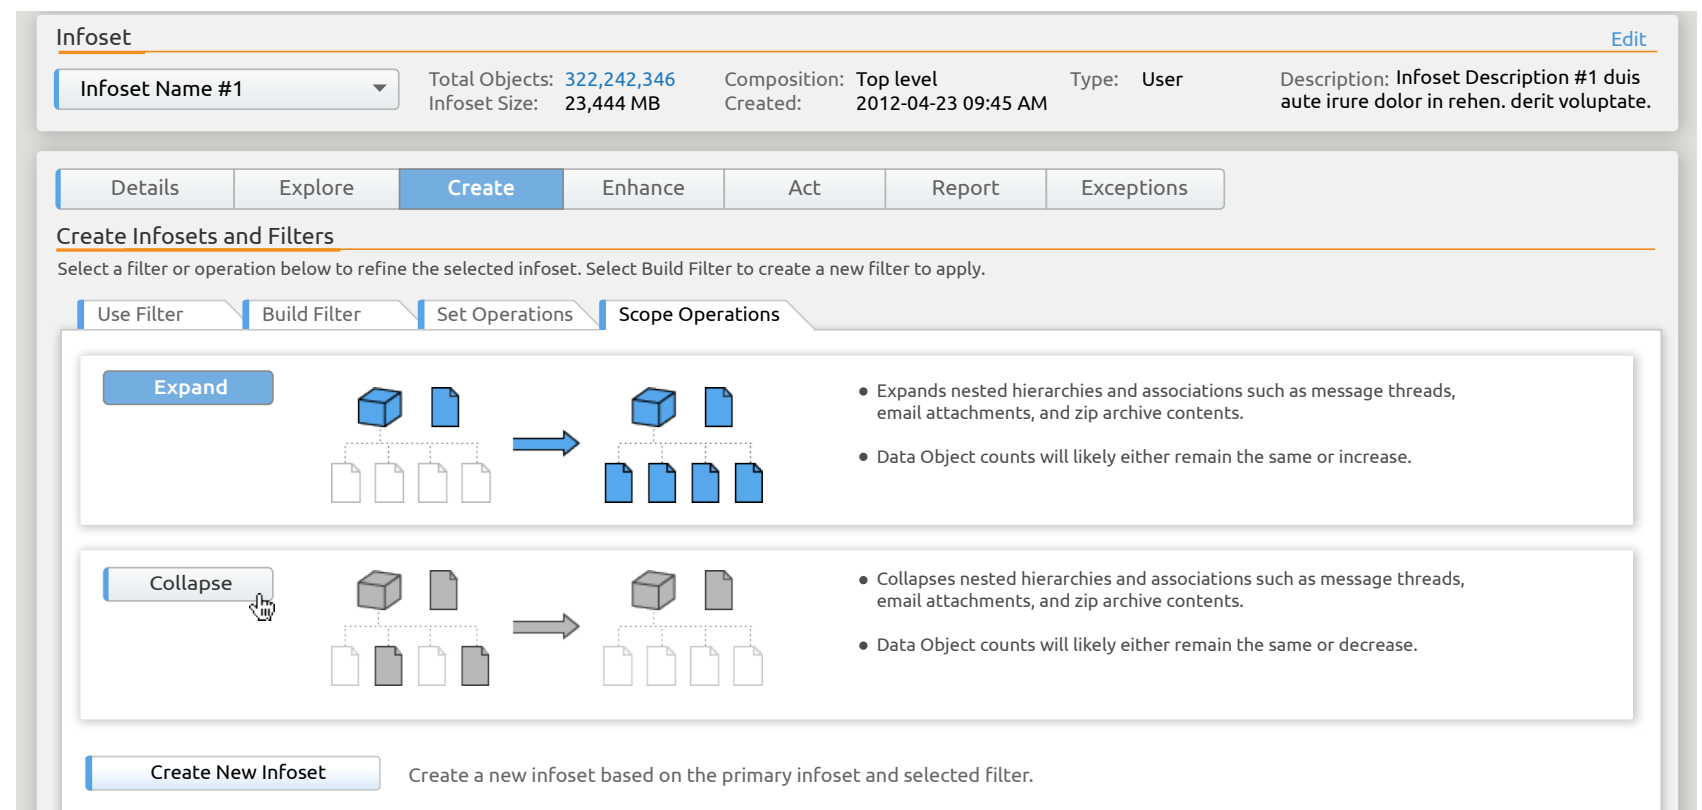 Infoset
Edit
Infoset Name #1
Total Objects: 322,242,346
Infoset Size: 23,444 MB
Composition: Top level
Created: 2012-04-23 09:45 AM
Type: User
Description: Infoset Description #1 duis
aute irure dolor in rehen. derit voluptate.
Details
Explore
Create
Enhance
Act
Report
Exceptions
Create Infosets and Filters
Select a filter or operation below to refine the selected infoset. Select Build Filter to create a new filter to apply.
Use Filter
Build Filter
Set Operations
Scope Operations
Expand
• Expands nested hierarchies and associations such as message threads,
email attachments, and zip archive contents.
• Data Object counts will likely either remain the same or increase.
Collapse
• Collapses nested hierarchies and associations such as message threads,
email attachments, and zip archive contents.
• Data Object counts will likely either remain the same or decrease.
Create New Infoset
Create a new infoset based on the primary infoset and selected filter.